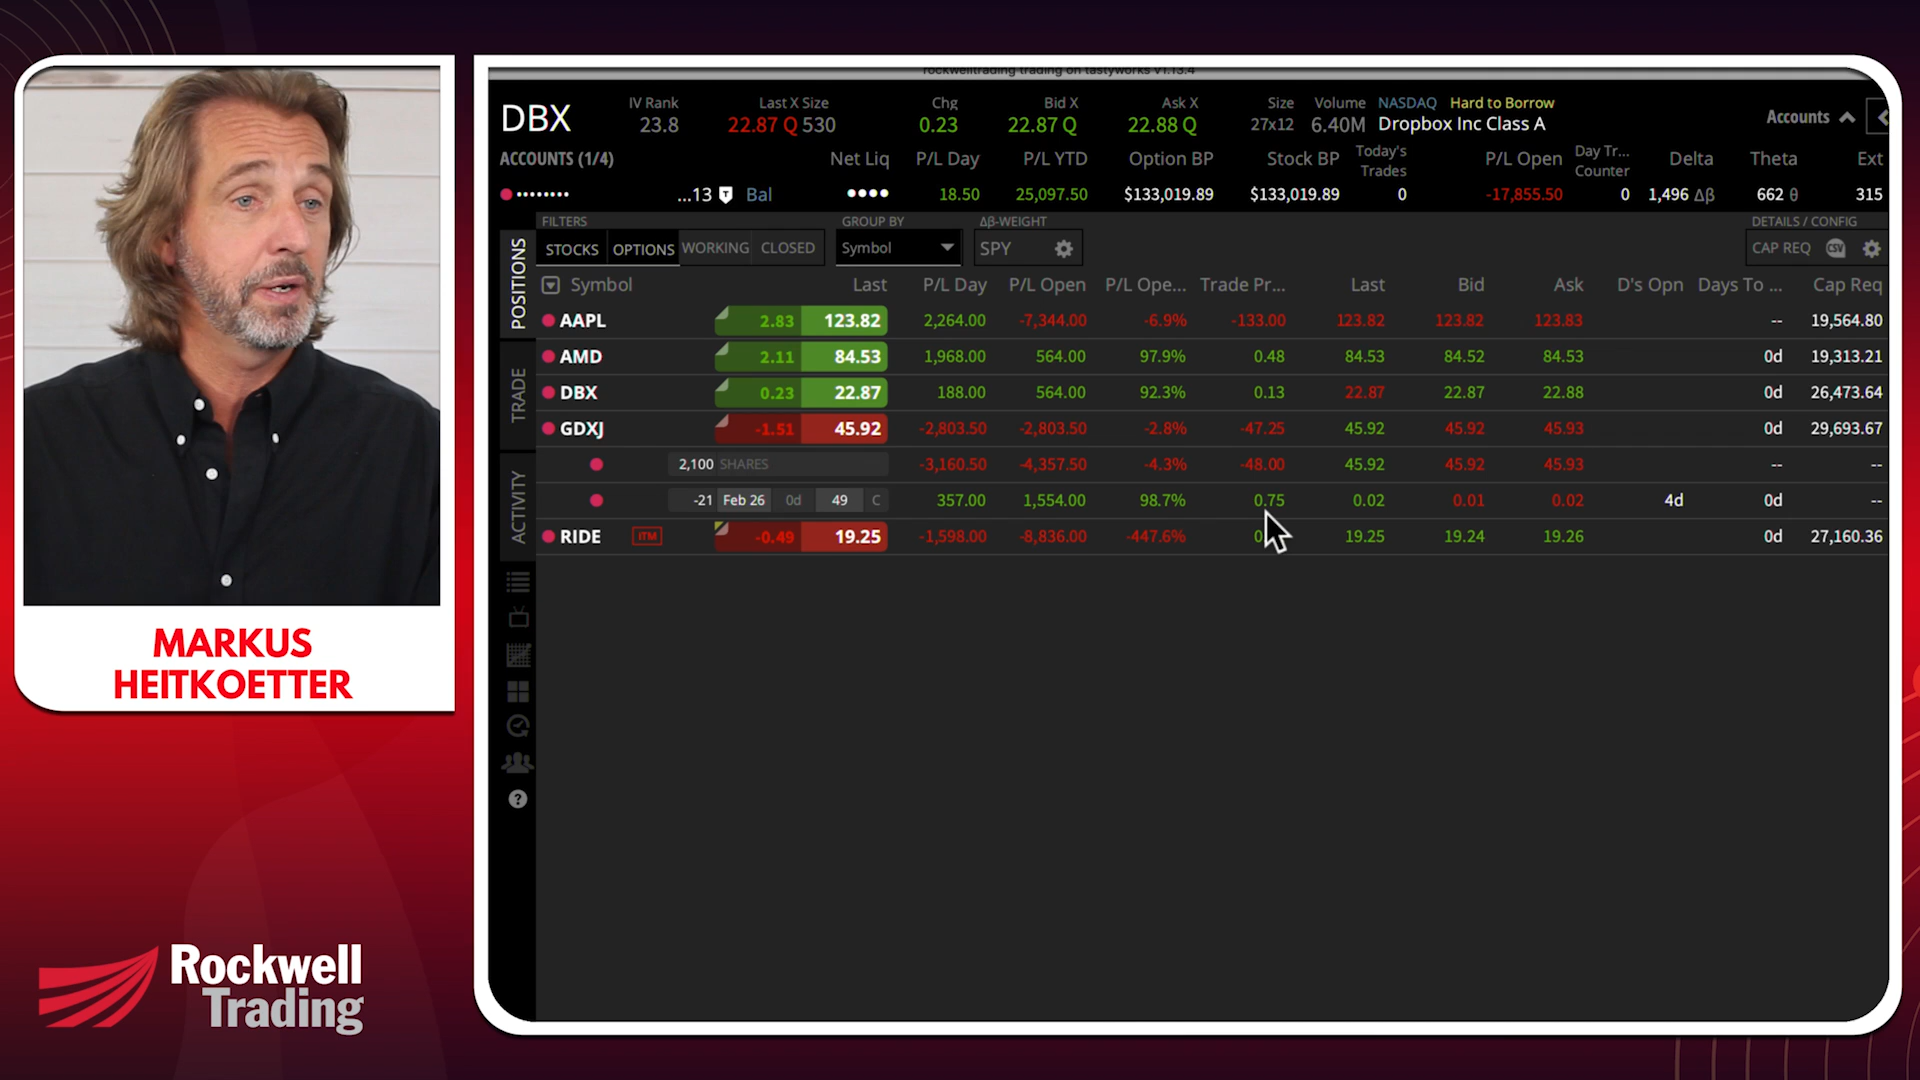 rockwelltrading trading on tastyworks v1.13.4
DBX
IV Rank Last X Size Chg Bid X Ask X Size Volume NASDAQ Hard to Borrow
23.8 22.87 Q 530 0.23 22.87 Q 22.88 Q 27x12 6.40M Dropbox Inc Class A
Accounts
ACCOUNTS (1/4) Net Liq P/L Day P/L YTD Option BP Stock BP Today's Trades P/L Open Day Tr... Counter Delta Theta Ext
•••••••• ...13 T Bal •••• 18.50 25,097.50 $133,019.89 $133,019.89 0 -17,855.50 0 1,496 Δβ 662 θ 315
FILTERS GROUP BY Δβ-WEIGHT DETAILS / CONFIG
STOCKS OPTIONS WORKING CLOSED Symbol SPY CAP REQ CSV
POSITIONS
TRADE
ACTIVITY
Symbol Last P/L Day P/L Open P/L Ope... Trade Pr... Last Bid Ask D's Opn Days To ... Cap Req
AAPL 2.83 123.82 2,264.00 -7,344.00 -6.9% -133.00 123.82 123.82 123.83 -- 19,564.80
AMD 2.11 84.53 1,968.00 564.00 97.9% 0.48 84.53 84.52 84.53 0d 19,313.21
DBX 0.23 22.87 188.00 564.00 92.3% 0.13 22.87 22.87 22.88 0d 26,473.64
GDXJ -1.51 45.92 -2,803.50 -2,803.50 -2.8% -47.25 45.92 45.92 45.93 0d 29,693.67
2,100 SHARES -3,160.50 -4,357.50 -4.3% -48.00 45.92 45.92 45.93 -- --
-21 Feb 26 0d 49 C 357.00 1,554.00 98.7% 0.75 0.02 0.01 0.02 4d 0d --
RIDE ITM -0.49 19.25 -1,598.00 -8,836.00 -447.6% 19.25 19.24 19.26 0d 27,160.36
?
MARKUS
HEITKOETTER
Rockwell
Trading